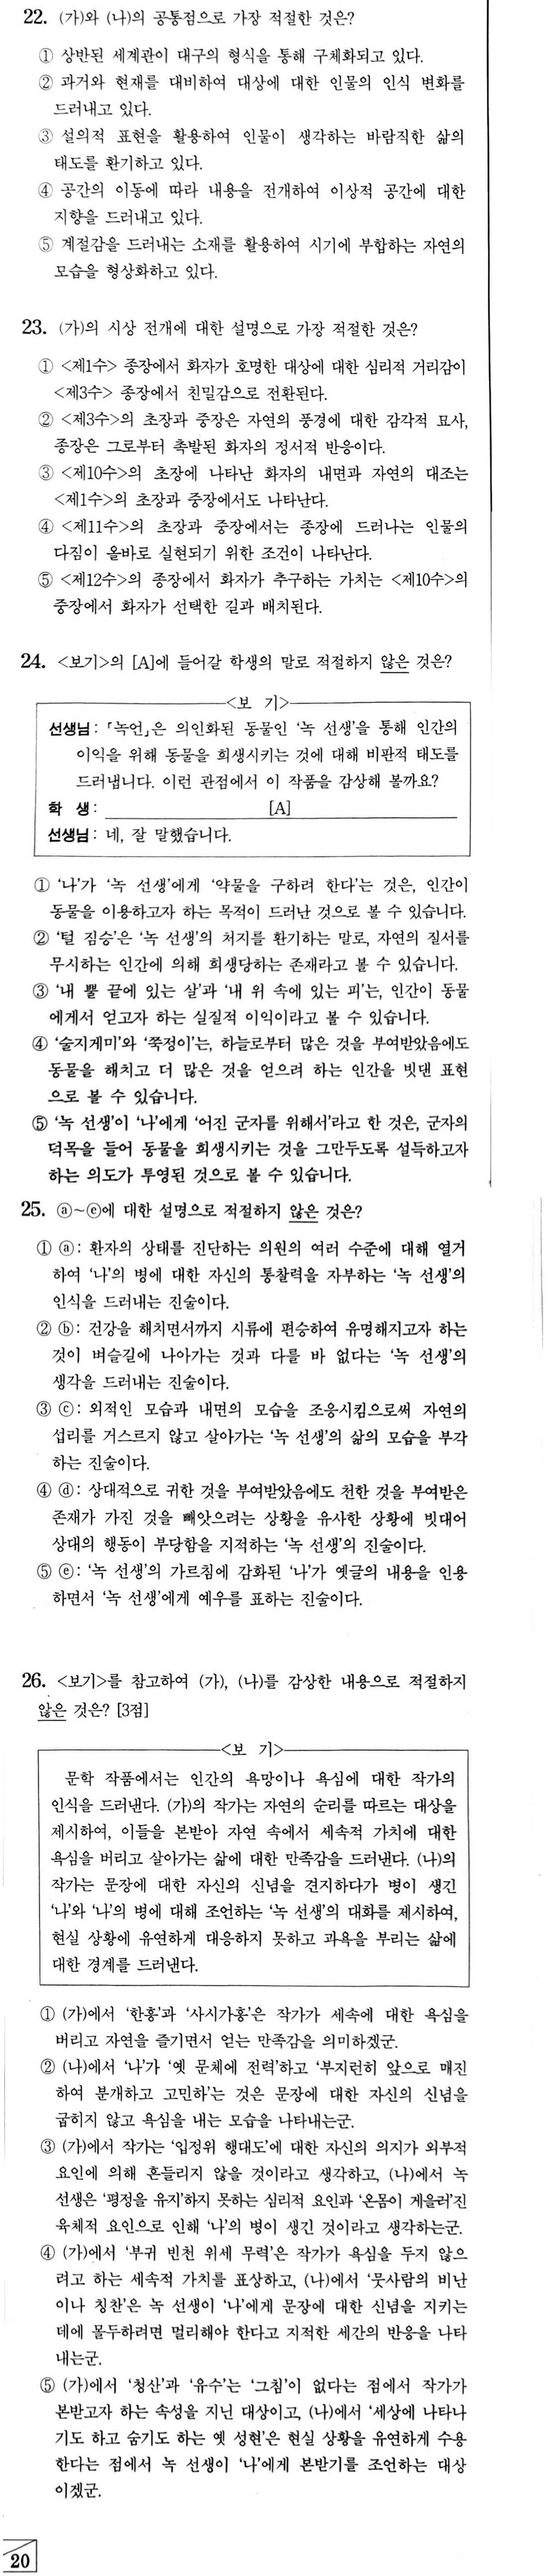 22. (가)와 (나)의 공통점으로 가장 적절한 것은?
① 상반된 세계관이 대구의 형식을 통해 구체화되고 있다.
② 과거와 현재를 대비하여 대상에 대한 인물의 인식 변화를
드러내고 있다.
③ 설의적 표현을 활용하여 인물이 생각하는 바람직한 삶의
태도를 환기하고 있다.
④ 공간의 이동에 따라 내용을 전개하여 이상적 공간에 대한
지향을 드러내고 있다.
⑤ 계절감을 드러내는 소재를 활용하여 시기에 부합하는 자연의
모습을 형상화하고 있다.
23. (가)의 시상 전개에 대한 설명으로 가장 적절한 것은?
① <제1수> 종장에서 화자가 호명한 대상에 대한 심리적 거리감이
<제3수> 종장에서 친밀감으로 전환된다.
② <제3수>의 초장과 중장은 자연의 풍경에 대한 감각적 묘사,
종장은 그로부터 촉발된 화자의 정서적 반응이다.
③ <제10수>의 초장에 나타난 화자의 내면과 자연의 대조는
<제1수>의 초장과 중장에서도 나타난다.
④ <제11수>의 초장과 중장에서는 종장에 드러나는 인물의
다짐이 올바로 실현되기 위한 조건이 나타난다.
⑤ <제12수>의 종장에서 화자가 추구하는 가치는 <제10수>의
중장에서 화자가 선택한 길과 배치된다.
24. <보기>의 [A]에 들어갈 학생의 말로 적절하지 않은 것은?
<보 기>
선생님 : 「녹언」은 의인화된 동물인 '녹 선생'을 통해 인간의
이익을 위해 동물을 희생시키는 것에 대해 비판적 태도를
드러냅니다. 이런 관점에서 이 작품을 감상해 볼까요?
학 생 : [A]
선생님 : 네, 잘 말했습니다.
① '나'가 '녹 선생'에게 '약물을 구하려 한다'는 것은, 인간이
동물을 이용하고자 하는 목적이 드러난 것으로 볼 수 있습니다.
② '털 짐승'은 '녹 선생'의 처지를 환기하는 말로, 자연의 질서를
무시하는 인간에 의해 희생당하는 존재라고 볼 수 있습니다.
③ '내 뿔 끝에 있는 살'과 '내 위 속에 있는 피'는, 인간이 동물
에게서 얻고자 하는 실질적 이익이라고 볼 수 있습니다.
④ '술지게미'와 '쭉정이'는, 하늘로부터 많은 것을 부여받았음에도
동물을 해치고 더 많은 것을 얻으려 하는 인간을 빗댄 표현
으로 볼 수 있습니다.
⑤ '녹 선생'이 '나'에게 '어진 군자를 위해서'라고 한 것은, 군자의
덕목을 들어 동물을 희생시키는 것을 그만두도록 설득하고자
하는 의도가 투영된 것으로 볼 수 있습니다.
25. ⓐ~ⓔ에 대한 설명으로 적절하지 않은 것은?
① ⓐ: 환자의 상태를 진단하는 의원의 여러 수준에 대해 열거
하여 '나'의 병에 대한 자신의 통찰력을 자부하는 '녹 선생'의
인식을 드러내는 진술이다.
② ⓑ: 건강을 해치면서까지 시류에 편승하여 유명해지고자 하는
것이 벼슬길에 나아가는 것과 다를 바 없다는 '녹 선생'의
생각을 드러내는 진술이다.
③ ⓒ: 외적인 모습과 내면의 모습을 조응시킴으로써 자연의
섭리를 거스르지 않고 살아가는 '녹 선생'의 삶의 모습을 부각
하는 진술이다.
④ ⓓ: 상대적으로 귀한 것을 부여받았음에도 천한 것을 부여받은
존재가 가진 것을 빼앗으려는 상황을 유사한 상황에 빗대어
상대의 행동이 부당함을 지적하는 '녹 선생'의 진술이다.
⑤ ⓔ: '녹 선생'의 가르침에 감화된 '나'가 옛글의 내용을 인용
하면서 '녹 선생'에게 예우를 표하는 진술이다.
26. <보기>를 참고하여 (가), (나)를 감상한 내용으로 적절하지
않은 것은? [3점]
<보 기>
문학 작품에서는 인간의 욕망이나 욕심에 대한 작가의
인식을 드러낸다. (가)의 작가는 자연의 순리를 따르는 대상을
제시하여, 이들을 본받아 자연 속에서 세속적 가치에 대한
욕심을 버리고 살아가는 삶에 대한 만족감을 드러낸다. (나)의
작가는 문장에 대한 자신의 신념을 견지하다가 병이 생긴
'나'와 '나'의 병에 대해 조언하는 '녹 선생'의 대화를 제시하여,
현실 상황에 유연하게 대응하지 못하고 과욕을 부리는 삶에
대한 경계를 드러낸다.
① (가)에서 '한흥'과 '사시가흥'은 작가가 세속에 대한 욕심을
버리고 자연을 즐기면서 얻는 만족감을 의미하겠군.
② (나)에서 '나'가 '옛 문체에 전력'하고 '부지런히 앞으로 매진
하여 분개하고 고민하'는 것은 문장에 대한 자신의 신념을
굽히지 않고 욕심을 내는 모습을 나타내는군.
③ (가)에서 작가는 '입정위 행대도'에 대한 자신의 의지가 외부적
요인에 의해 흔들리지 않을 것이라고 생각하고, (나)에서 녹
선생은 '평정을 유지'하지 못하는 심리적 요인과 '온몸이 게을러'진
육체적 요인으로 인해 '나'의 병이 생긴 것이라고 생각하는군.
④ (가)에서 '부귀 빈천 위세 무력'은 작가가 욕심을 두지 않으
려고 하는 세속적 가치를 표상하고, (나)에서 '뭇사람의 비난
이나 칭찬'은 녹 선생이 '나'에게 문장에 대한 신념을 지키는
데에 몰두하려면 멀리해야 한다고 지적한 세간의 반응을 나타
내는군.
⑤ (가)에서 '청산'과 '유수'는 '그침'이 없다는 점에서 작가가
본받고자 하는 속성을 지닌 대상이고, (나)에서 '세상에 나타나
기도 하고 숨기도 하는 옛 성현'은 현실 상황을 유연하게 수용
한다는 점에서 녹 선생이 '나'에게 본받기를 조언하는 대상
이겠군.
20